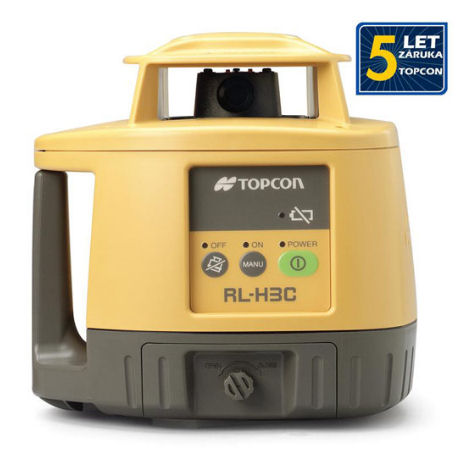 5 LET
ZÁRUKA
TOPCON
TOPCON
OFF ON POWER
MANU
RL-H3C